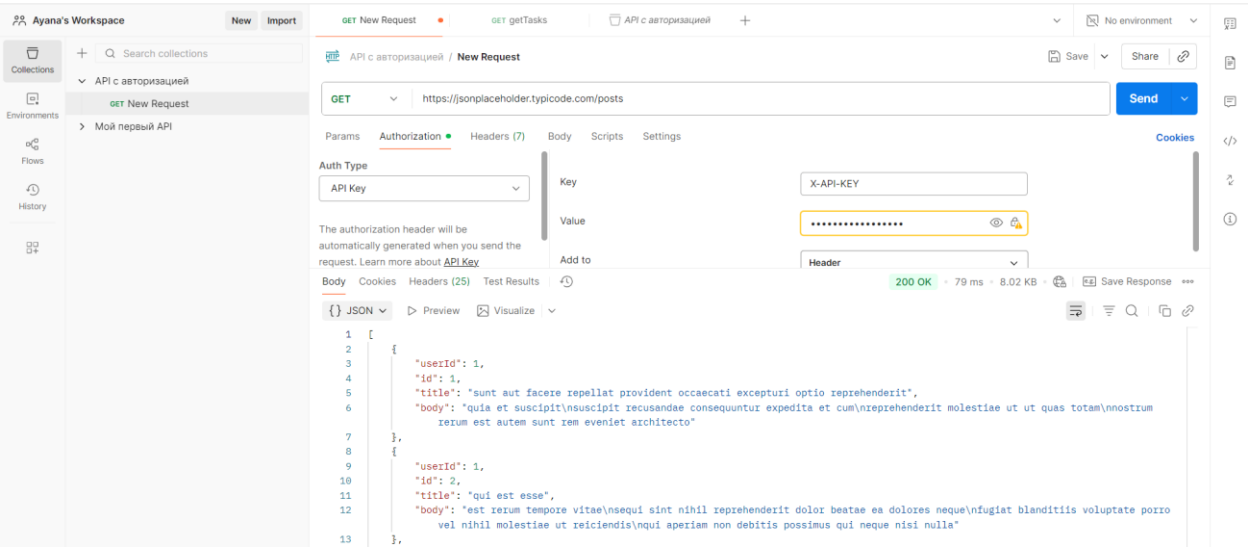 Ayana's Workspace New Import GET New Request GET getTasks API с авторизацией No environment
Collections Search collections HTTP API с авторизацией / New Request Save Share
API с авторизацией
GET New Request GET https://jsonplaceholder.typicode.com/posts Send
Environments
Мой первый API Params Authorization Headers (7) Body Scripts Settings Cookies
Flows
Auth Type
API Key Key X-API-KEY
History
Value •••••••••••••••••
The authorization header will be
automatically generated when you send the
request. Learn more about API Key Add to Header
Body Cookies Headers (25) Test Results 200 OK 79 ms 8.02 KB Save Response
{} JSON Preview Visualize
1 [
2 {
3 "userId": 1,
4 "id": 1,
5 "title": "sunt aut facere repellat provident occaecati excepturi optio reprehenderit",
6 "body": "quia et suscipit\nsuscipit recusandae consequuntur expedita et cum\nreprehenderit molestiae ut ut quas totam\nnostrum
rerum est autem sunt rem eveniet architecto"
7 },
8 {
9 "userId": 1,
10 "id": 2,
11 "title": "qui est esse",
12 "body": "est rerum tempore vitae\nsequi sint nihil reprehenderit dolor beatae ea dolores neque\nfugiat blanditiis voluptate porro
vel nihil molestiae ut reiciendis\nqui aperiam non debitis possimus qui neque nisi nulla"
13 },